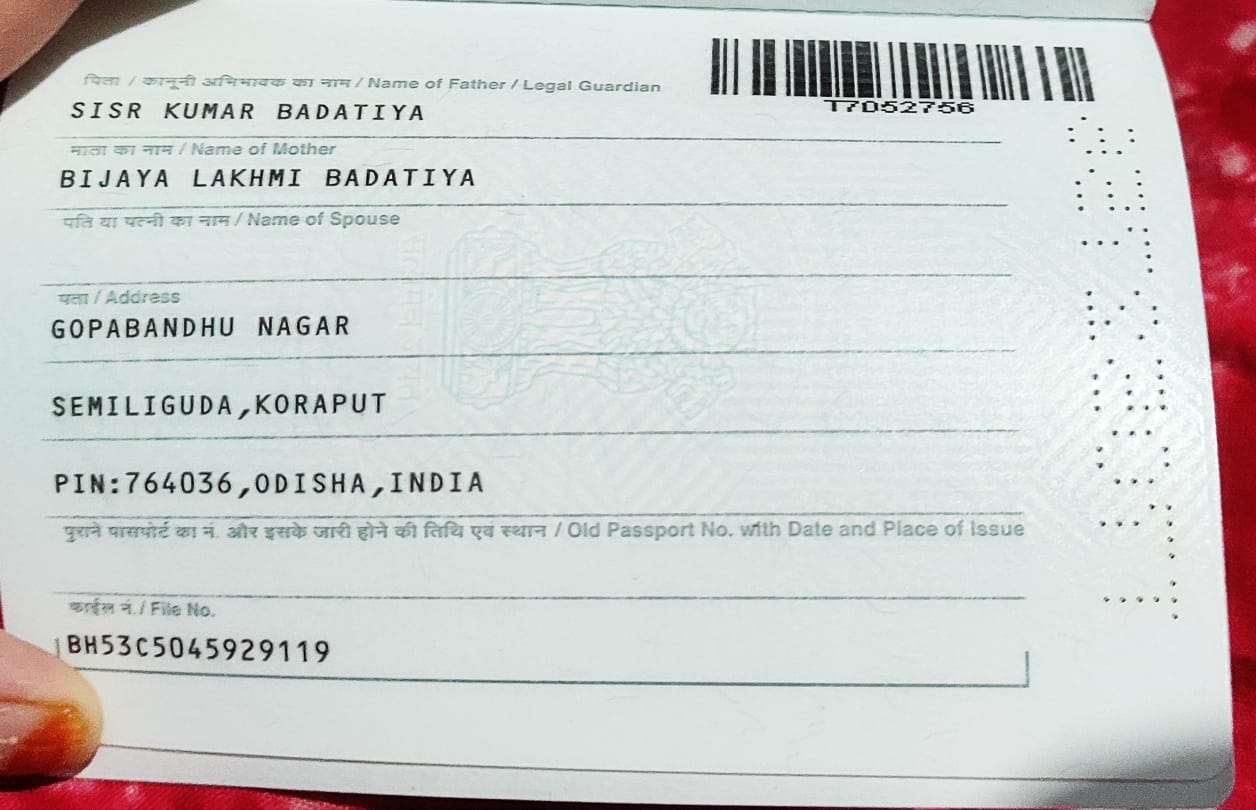 पिता / कानूनी अभिभावक का नाम / Name of Father / Legal Guardian
SISR KUMAR BADATIYA
T7052756
माता का नाम / Name of Mother
BIJAYA LAKHMI BADATIYA
पति या पत्नी का नाम / Name of Spouse
पता / Address
GOPABANDHU NAGAR
SEMILIGUDA,KORAPUT
PIN:764036,ODISHA,INDIA
पुराने पासपोर्ट का नं. और इसके जारी होने की तिथि एवं स्थान / Old Passport No. with Date and Place of Issue
फाईल नं. / File No.
BH53C5045929119